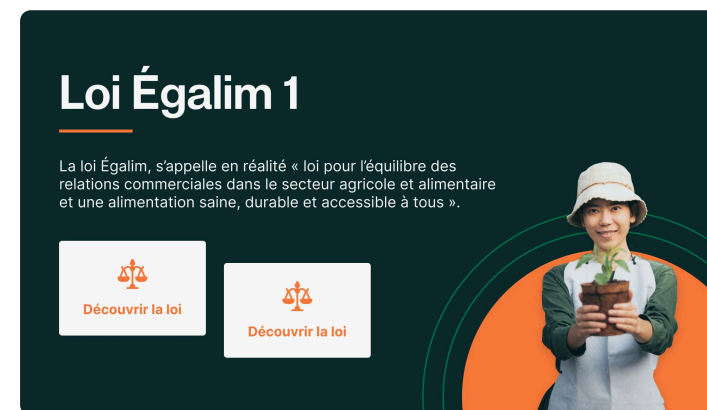 Loi Égalim 1
La loi Égalim, s’appelle en réalité « loi pour l’équilibre des
relations commerciales dans le secteur agricole et alimentaire
et une alimentation saine, durable et accessible à tous ».
Découvrir la loi
Découvrir la loi